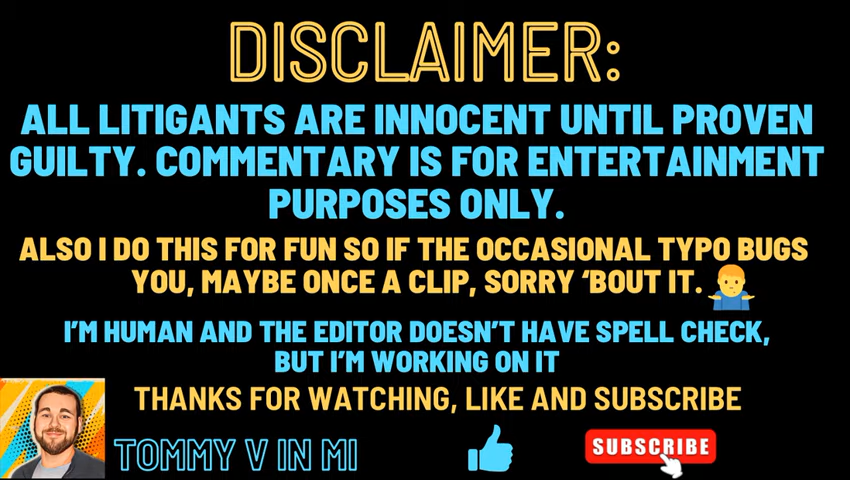 DISCLAIMER:
ALL LITIGANTS ARE INNOCENT UNTIL PROVEN
GUILTY. COMMENTARY IS FOR ENTERTAINMENT
PURPOSES ONLY.
ALSO I DO THIS FOR FUN SO IF THE OCCASIONAL TYPO BUGS
YOU, MAYBE ONCE A CLIP, SORRY ‘BOUT IT.
I’M HUMAN AND THE EDITOR DOESN’T HAVE SPELL CHECK,
BUT I’M WORKING ON IT
THANKS FOR WATCHING, LIKE AND SUBSCRIBE
TOMMY V IN MI
SUBSCRIBE